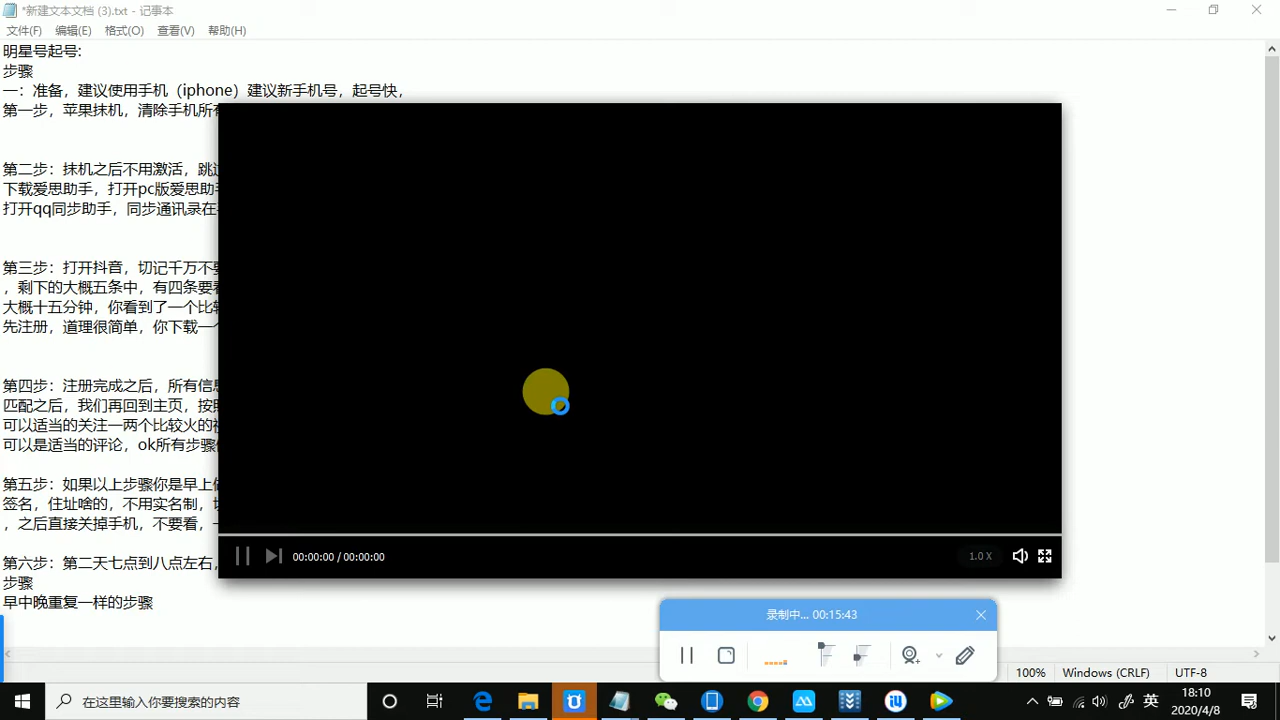 *新建文本文档 (3).txt - 记事本
文件(F) 编辑(E) 格式(O) 查看(V) 帮助(H)
明星号起号:
步骤
一：准备，建议使用手机（iphone）建议新手机号，起号快，
第一步，苹果抹机，清除手机所
第二步：抹机之后不用激活，跳
下载爱思助手，打开pc版爱思助
打开qq同步助手，同步通讯录在
第三步：打开抖音，切记千万不
，剩下的大概五条中，有四条要
大概十五分钟，你看到了一个比
先注册，道理很简单，你下载一
第四步：注册完成之后，所有信
匹配之后，我们再回到主页，按
可以适当的关注一两个比较火的
可以是适当的评论，ok所有步骤
第五步：如果以上步骤你是早上
签名，住址啥的，不用实名制，
，之后直接关掉手机，不要看，
第六步：第二天七点到八点左右，
步骤
早中晚重复一样的步骤
00:00:00 / 00:00:00
1.0 X
录制中... 00:15:43
100% Windows (CRLF) UTF-8
在这里输入你要搜索的内容
英
18:10
2020/4/8